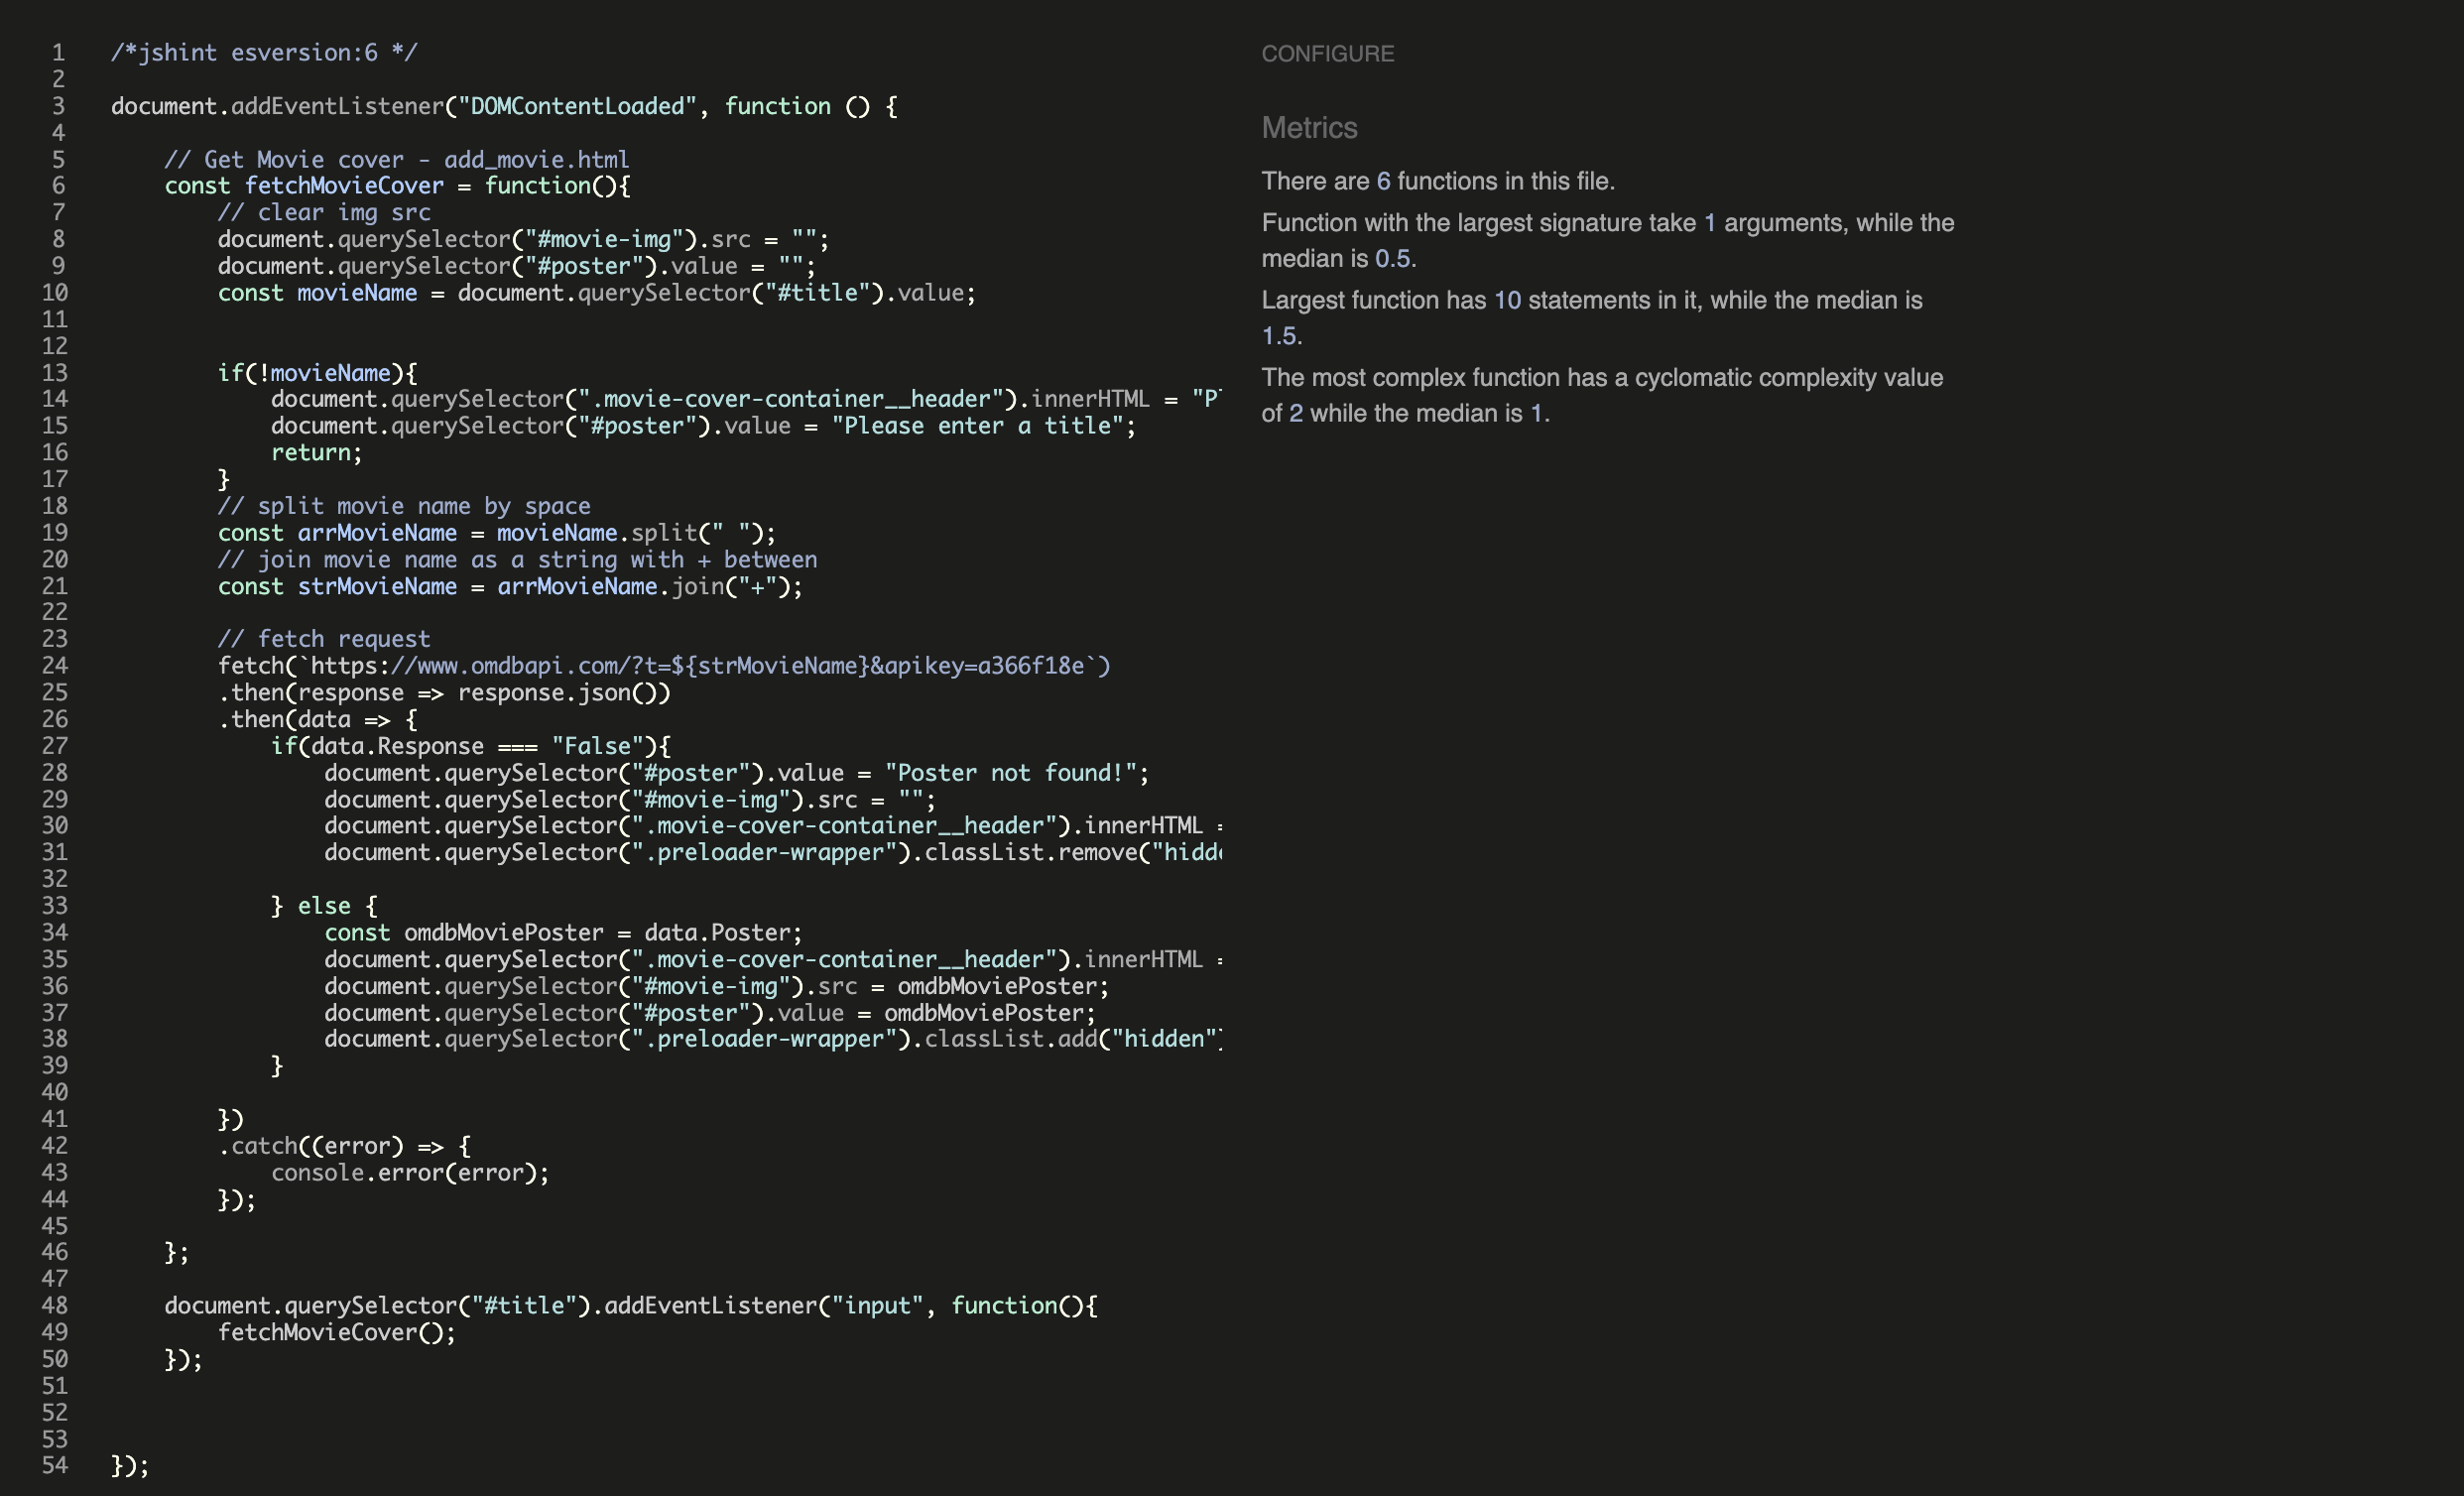 1 /*jshint esversion:6 */
2
3 document.addEventListener("DOMContentLoaded", function () {
4
5     // Get Movie cover - add_movie.html
6     const fetchMovieCover = function(){
7         // clear img src
8         document.querySelector("#movie-img").src = "";
9         document.querySelector("#poster").value = "";
10         const movieName = document.querySelector("#title").value;
11
12
13         if(!movieName){
14             document.querySelector(".movie-cover-container__header").innerHTML = "
15             document.querySelector("#poster").value = "Please enter a title";
16             return;
17         }
18         // split movie name by space
19         const arrMovieName = movieName.split(" ");
20         // join movie name as a string with + between
21         const strMovieName = arrMovieName.join("+");
22
23         // fetch request
24         fetch(`https://www.omdbapi.com/?t=${strMovieName}&apikey=a366f18e`)
25         .then(response => response.json())
26         .then(data => {
27             if(data.Response === "False"){
28                 document.querySelector("#poster").value = "Poster not found!";
29                 document.querySelector("#movie-img").src = "";
30                 document.querySelector(".movie-cover-container__header").innerHTML =
31                 document.querySelector(".preloader-wrapper").classList.remove("hidd
32
33             } else {
34                 const omdbMoviePoster = data.Poster;
35                 document.querySelector(".movie-cover-container__header").innerHTML =
36                 document.querySelector("#movie-img").src = omdbMoviePoster;
37                 document.querySelector("#poster").value = omdbMoviePoster;
38                 document.querySelector(".preloader-wrapper").classList.add("hidden")
39             }
40
41         })
42         .catch((error) => {
43             console.error(error);
44         });
45
46     };
47
48     document.querySelector("#title").addEventListener("input", function(){
49         fetchMovieCover();
50     });
51
52
53
54 });
CONFIGURE
Metrics
There are 6 functions in this file.
Function with the largest signature take 1 arguments, while the
median is 0.5.
Largest function has 10 statements in it, while the median is
1.5.
The most complex function has a cyclomatic complexity value
of 2 while the median is 1.